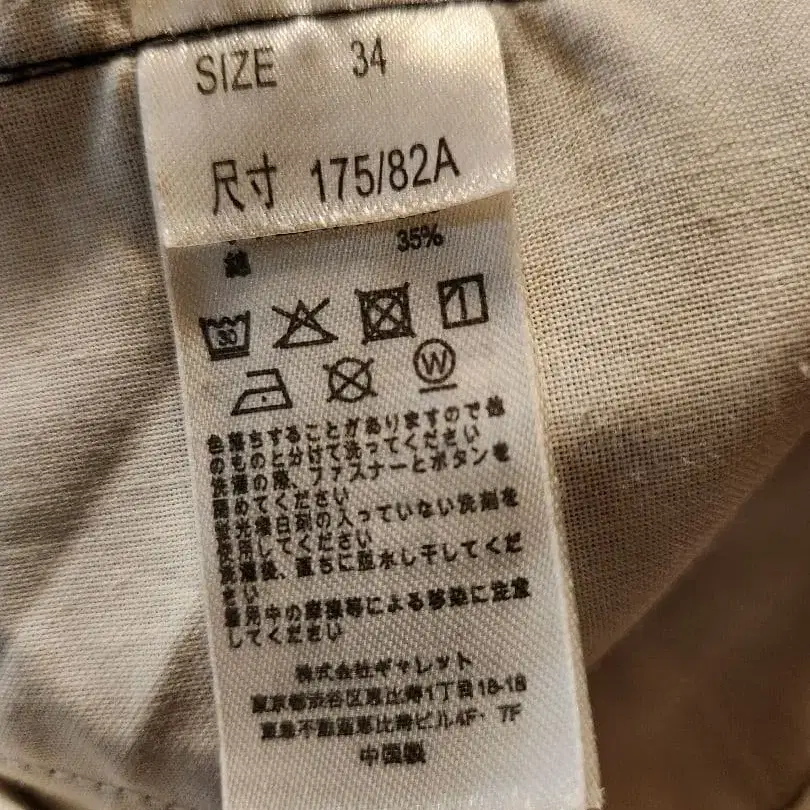 SIZE 34
尺寸 175/82A
35%
綿
30
W
色落ちすることがありますので他
のものと分けて洗ってください
洗濯の際、ファスナーとボタンを
閉めてください
蛍光増白剤の入っていない洗剤を
使用してください
洗濯後、直ちに脱水し干してくだ
さい
着用中の摩擦等による移染に注意
してください
株式会社ギャレット
東京都渋谷区恵比寿1丁目18-18
東急不動産恵比寿ビル4F・7F
中国製